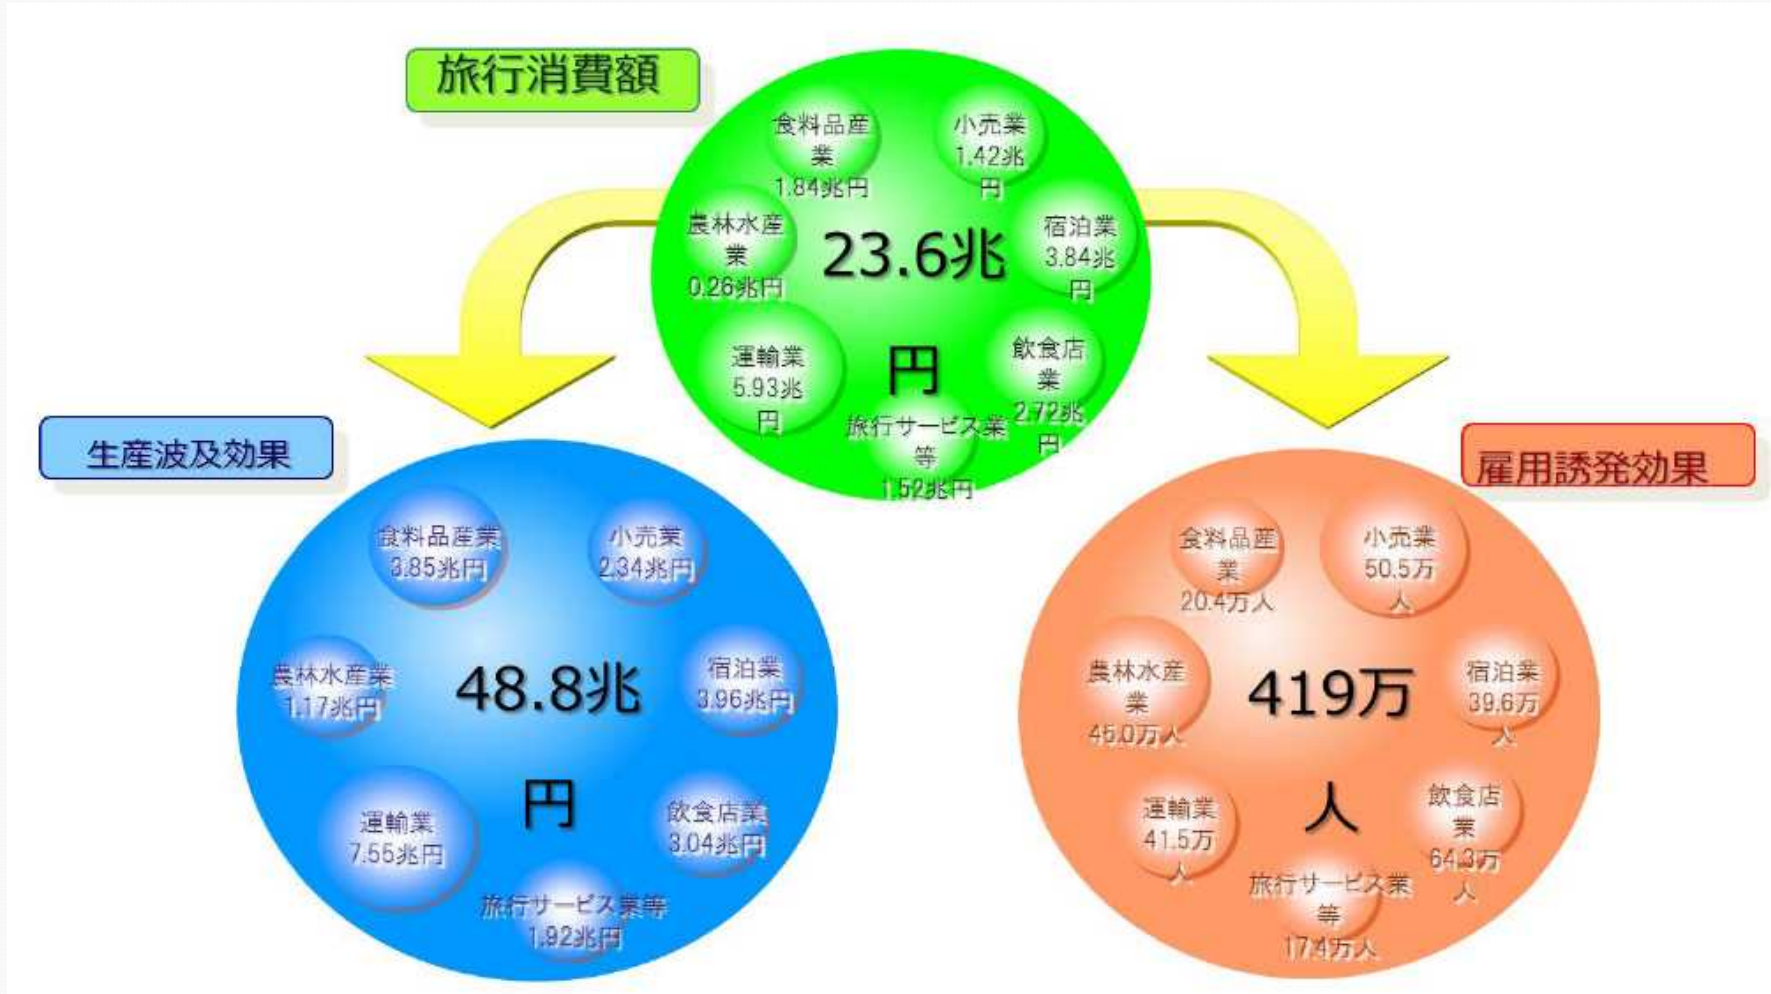 旅行消費額
食料品産
業
1.84兆円
小売業
1.42兆
円
農林水産
業
0.26兆円
23.6兆
円
宿泊業
3.84兆
円
運輸業
5.93兆
円
飲食店
業
2.72兆
円
旅行サービス業
等
1.52兆円
生産波及効果
食料品産業
3.85兆円
小売業
2.34兆円
農林水産業
1.17兆円
48.8兆
円
宿泊業
3.96兆円
運輸業
7.55兆円
飲食店業
3.04兆円
旅行サービス業等
1.92兆円
雇用誘発効果
食料品産
業
20.4万人
小売業
50.5万
人
農林水産
業
45.0万人
419万
人
宿泊業
39.6万
人
運輸業
41.5万
人
飲食店
業
64.3万
人
旅行サービス業
等
17.4万人